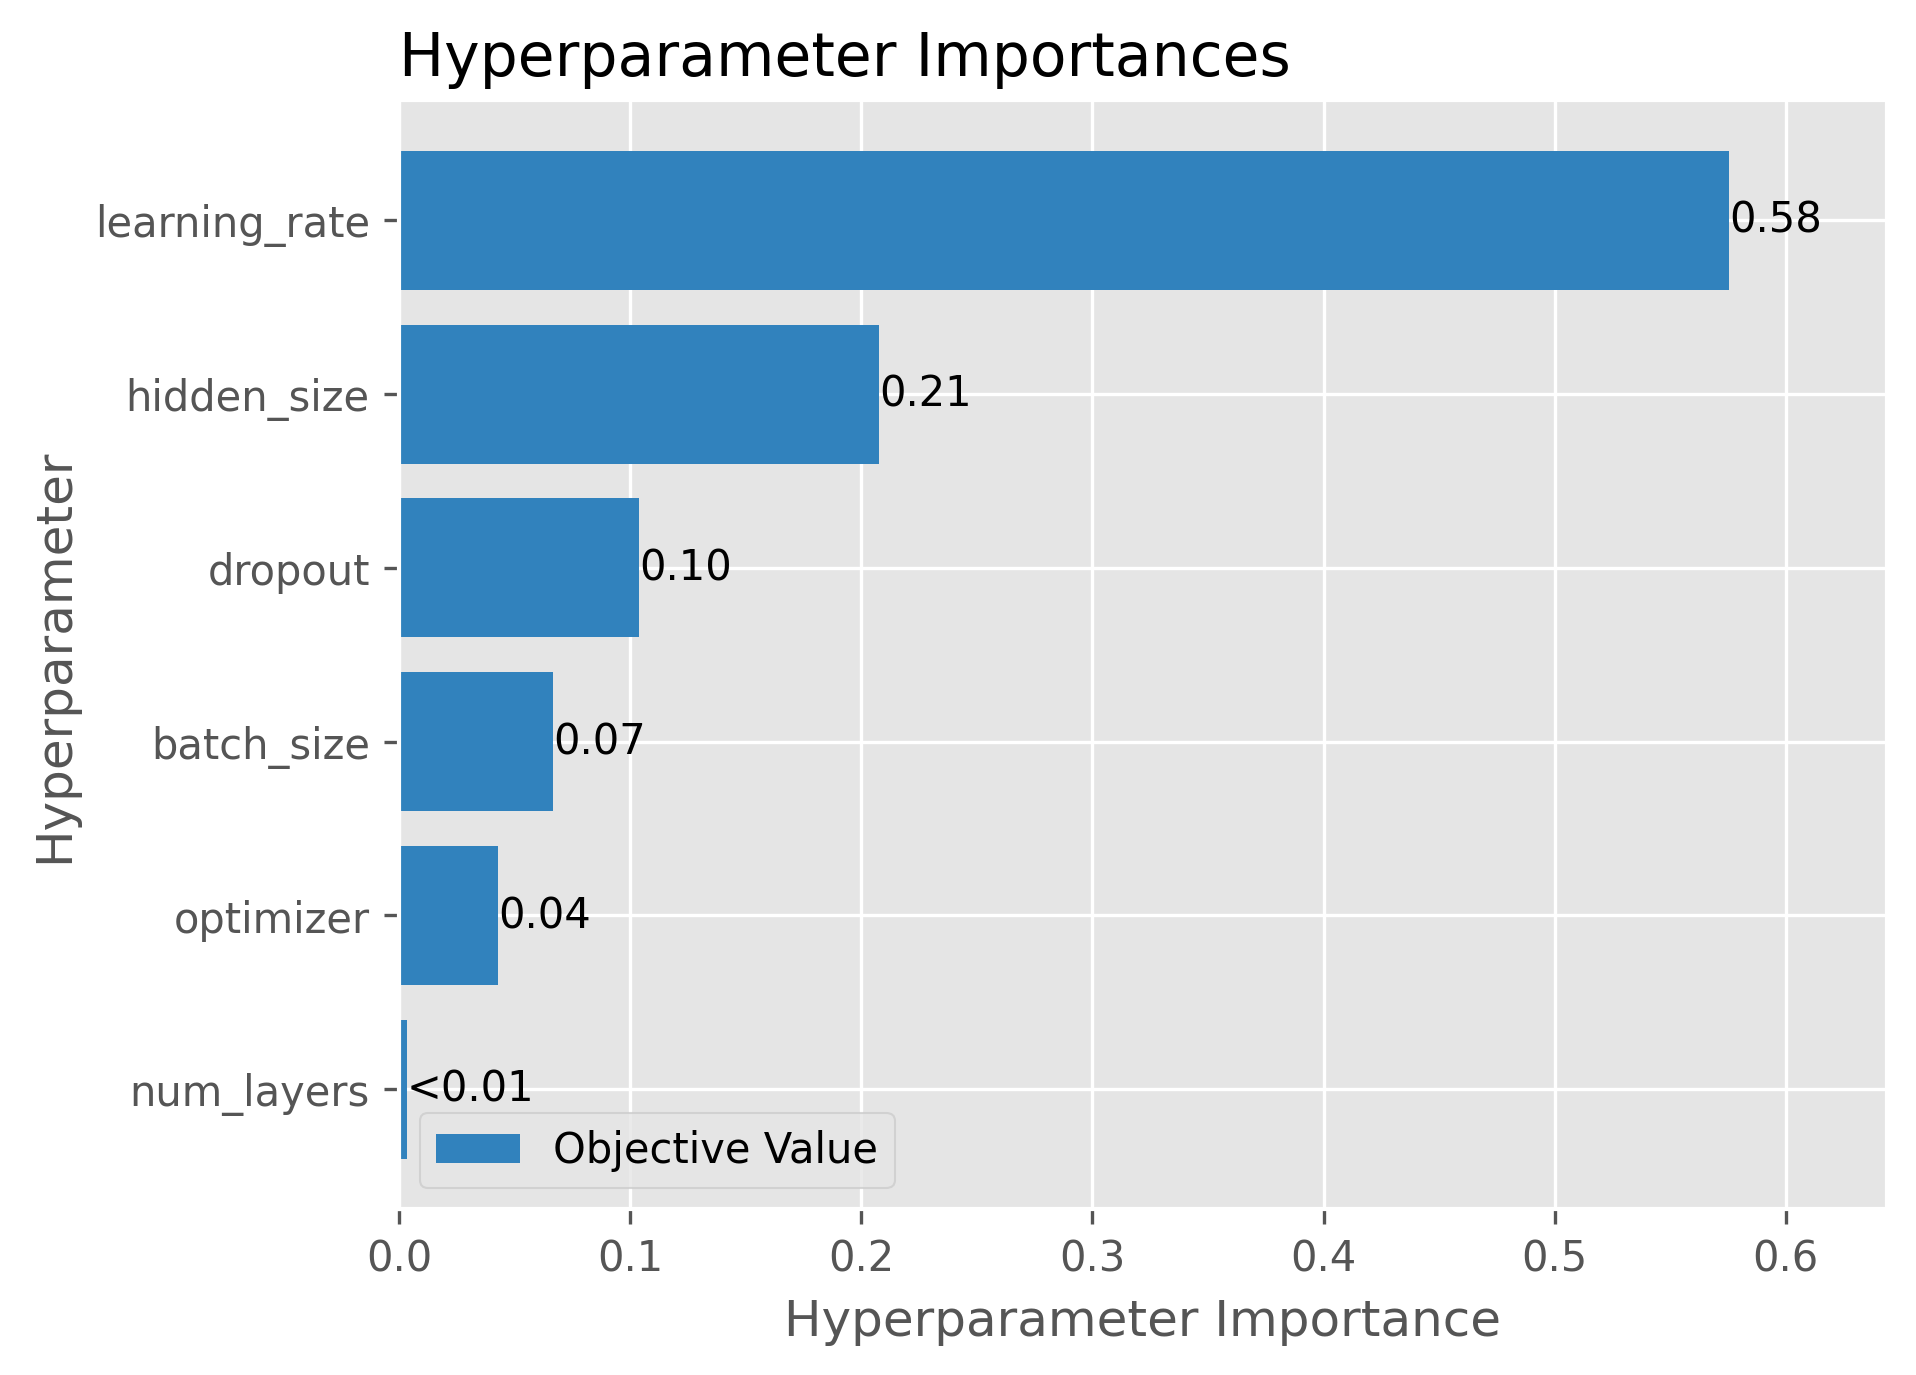 Hyperparameter Importances
learning_rate
0.58
hidden_size
0.21
dropout
0.10
batch_size
0.07
optimizer
0.04
num_layers
<0.01
Objective Value
Hyperparameter
0.0 0.1 0.2 0.3 0.4 0.5 0.6
Hyperparameter Importance